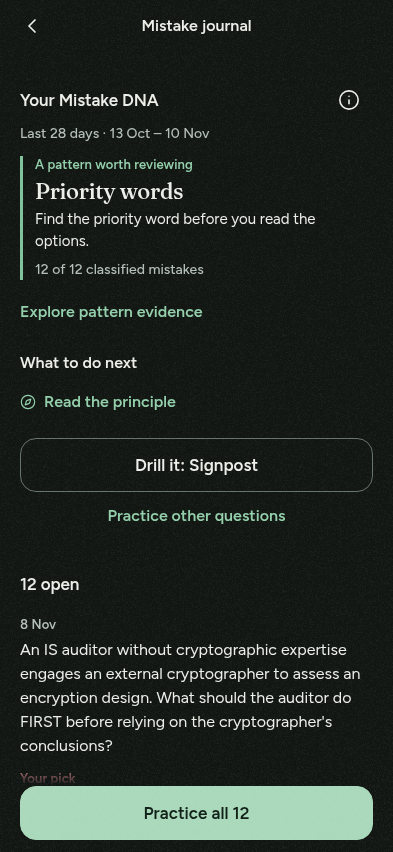 Mistake journal
Your Mistake DNA
Last 28 days · 13 Oct – 10 Nov
A pattern worth reviewing
Priority words
Find the priority word before you read the
options.
12 of 12 classified mistakes
Explore pattern evidence
What to do next
Read the principle
Drill it: Signpost
Practice other questions
12 open
8 Nov
An IS auditor without cryptographic expertise
engages an external cryptographer to assess an
encryption design. What should the auditor do
FIRST before relying on the cryptographer's
conclusions?
Your pick
Practice all 12